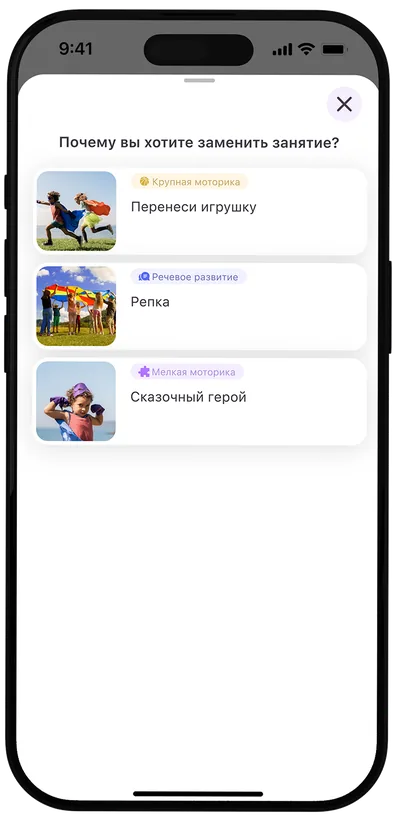 9:41
Почему вы хотите заменить занятие?
Крупная моторика
Перенеси игрушку
Речевое развитие
Репка
Мелкая моторика
Сказочный герой